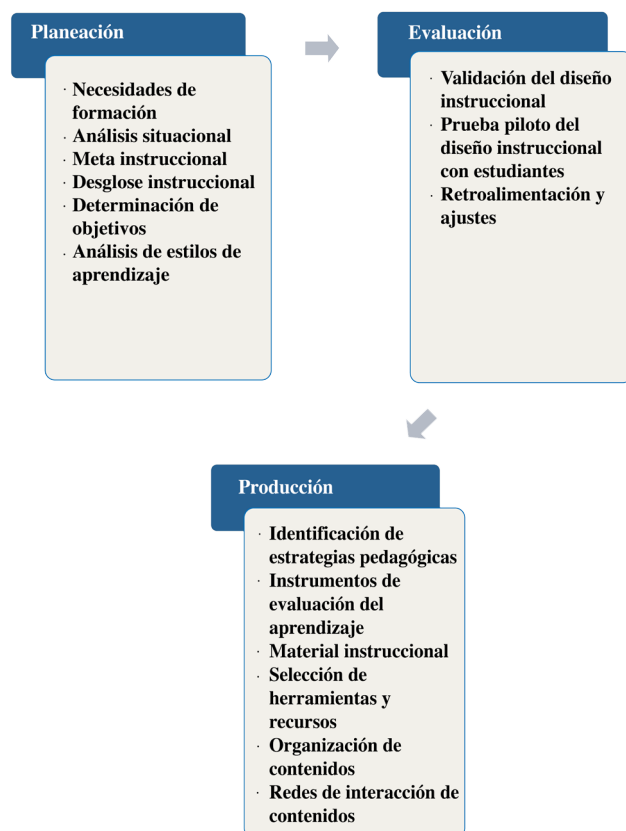 Planeación
· Necesidades de
formación
· Análisis situacional
· Meta instruccional
· Desglose instruccional
· Determinación de
objetivos
· Análisis de estilos de
aprendizaje
Evaluación
· Validación del diseño
instruccional
· Prueba piloto del
diseño instruccional
con estudiantes
· Retroalimentación y
ajustes
Producción
· Identificación de
estrategias pedagógicas
· Instrumentos de
evaluación del
aprendizaje
· Material instruccional
· Selección de
herramientas y
recursos
· Organización de
contenidos
· Redes de interacción de
contenidos